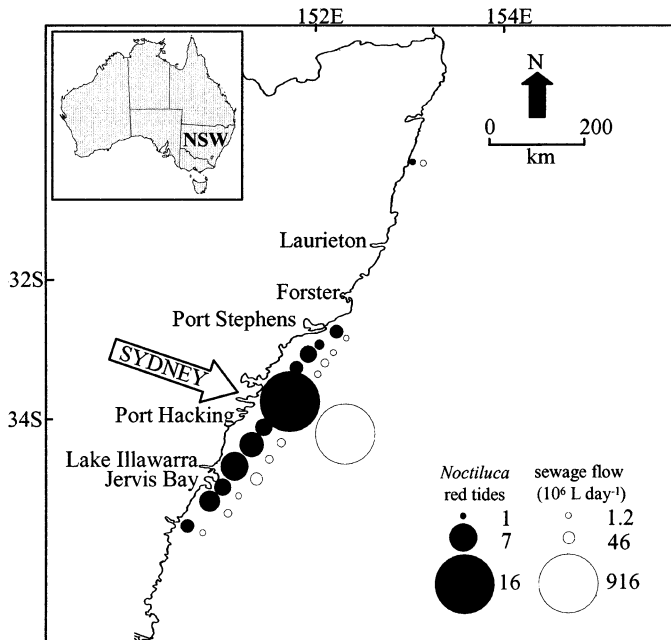 152E 154E
NSW
N
0 200
km
Laurieton
32S
Forster
Port Stephens
SYDNEY
34S
Port Hacking
Lake Illawarra
Jervis Bay
Noctiluca sewage flow
red tides (10⁶ L day⁻¹)
1 1.2
7 46
16 916